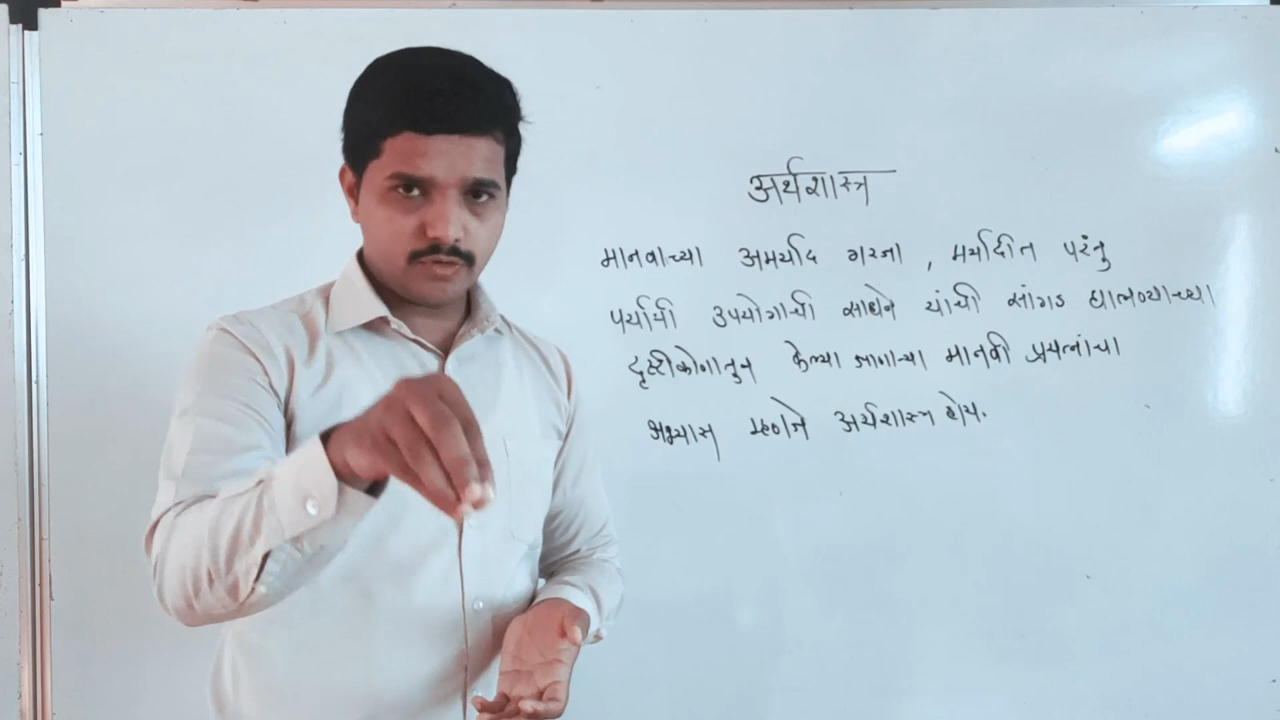 अर्थशास्त्र
मानवाच्या अमर्याद गरजा , मर्यादीत परंतु
पर्यायी उपयोगाची साधने यांची सांगड घालण्याच्या
दृष्टीकोनातुन केल्या जाणाऱ्या मानवी प्रयत्नांचा
अभ्यास म्हणजे अर्थशास्त्र होय.